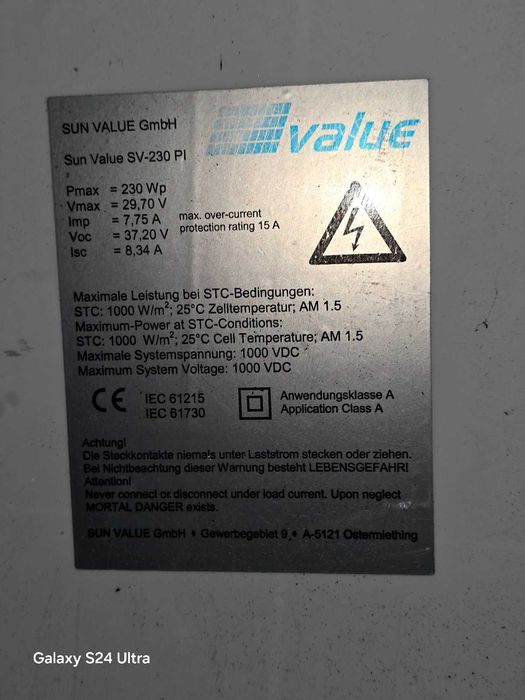 SUN VALUE GmbH
value
Sun Value SV-230 PI
Pmax = 230 Wp
Vmax = 29,70 V
Imp = 7,75 A
Voc = 37,20 V
Isc = 8,34 A
max. over-current
protection rating 15 A
Maximale Leistung bei STC-Bedingungen:
STC: 1000 W/m²; 25°C Zelltemperatur; AM 1.5
Maximum-Power at STC-Conditions:
STC: 1000 W/m²; 25°C Cell Temperature; AM 1.5
Maximale Systemspannung: 1000 VDC
Maximum System Voltage: 1000 VDC
CE
IEC 61215
IEC 61730
Anwendungsklasse A
Application Class A
Achtung!
Die Steckkontakte niema's unter Laststrom stecken oder ziehen.
Bei Nichtbeachtung dieser Warnung besteht LEBENSGEFAHR!
Attention!
Never connect or disconnect under load current. Upon neglect
MORTAL DANGER exists.
SUN VALUE GmbH • Gewerbegebiet 9 • A-5121 Ostermiething
Galaxy S24 Ultra